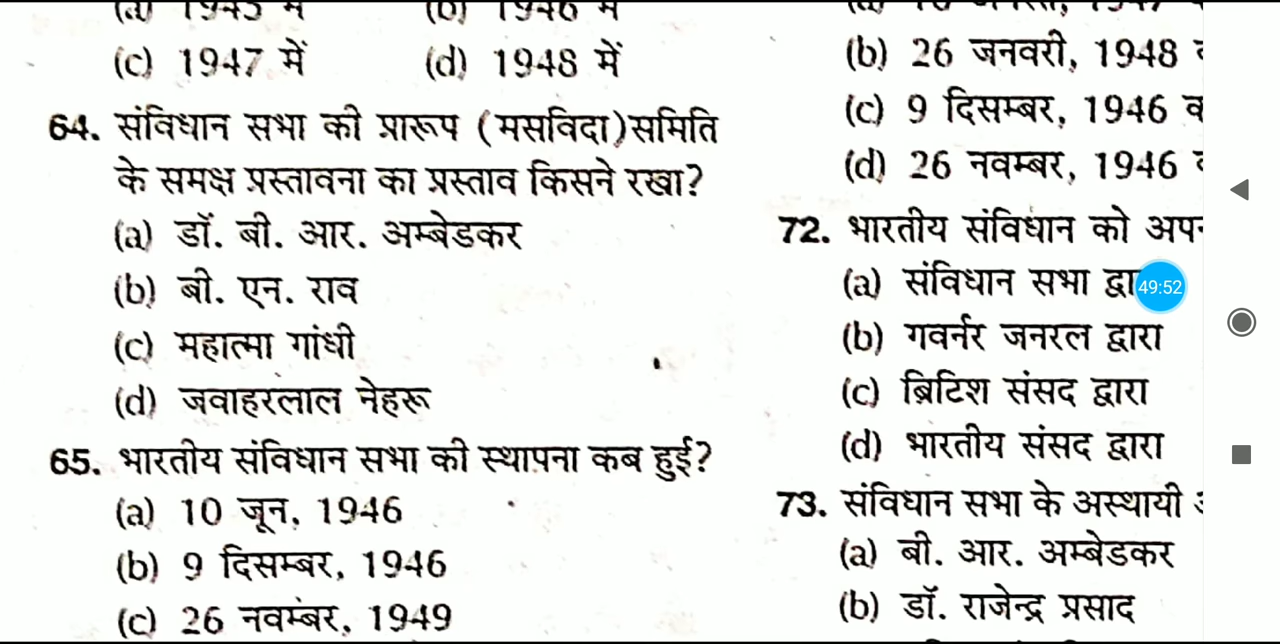 (c) 1947 में (d) 1948 में
64. संविधान सभा की प्रारूप (मसविदा)समिति
के समक्ष प्रस्तावना का प्रस्ताव किसने रखा?
(a) डॉ. बी. आर. अम्बेडकर
(b) बी. एन. राव
(c) महात्मा गांधी
(d) जवाहरलाल नेहरू
65. भारतीय संविधान सभा की स्थापना कब हुई?
(a) 10 जून, 1946
(b) 9 दिसम्बर, 1946
(c) 26 नवम्बर, 1949
(b) 26 जनवरी, 1948
(c) 9 दिसम्बर, 1946
(d) 26 नवम्बर, 1946
72. भारतीय संविधान को
(a) संविधान सभा
49:52
(b) गवर्नर जनरल द्वारा
(c) ब्रिटिश संसद द्वारा
(d) भारतीय संसद द्वारा
73. संविधान सभा के अस्थायी
(a) बी. आर. अम्बेडकर
(b) डॉ. राजेन्द्र प्रसाद